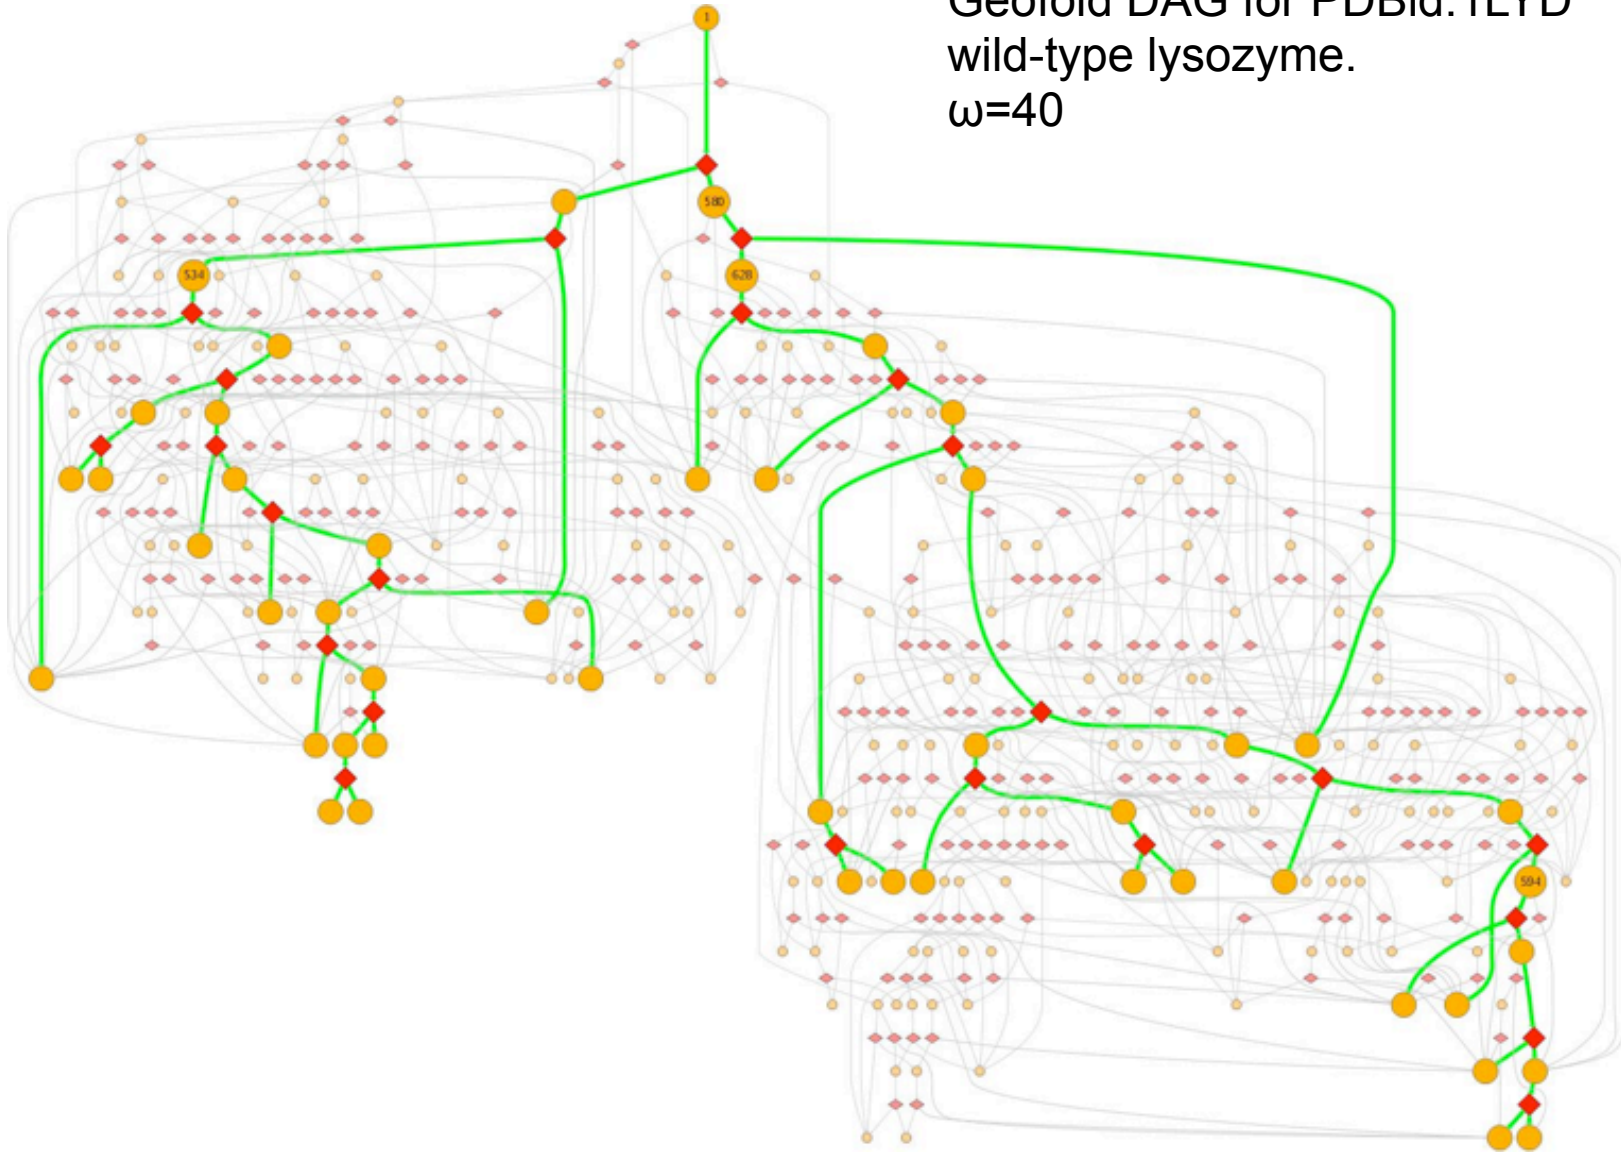 Geofold DAG for PDBid:1LYD
wild-type lysozyme.
ω=40
1
580
534
628
594